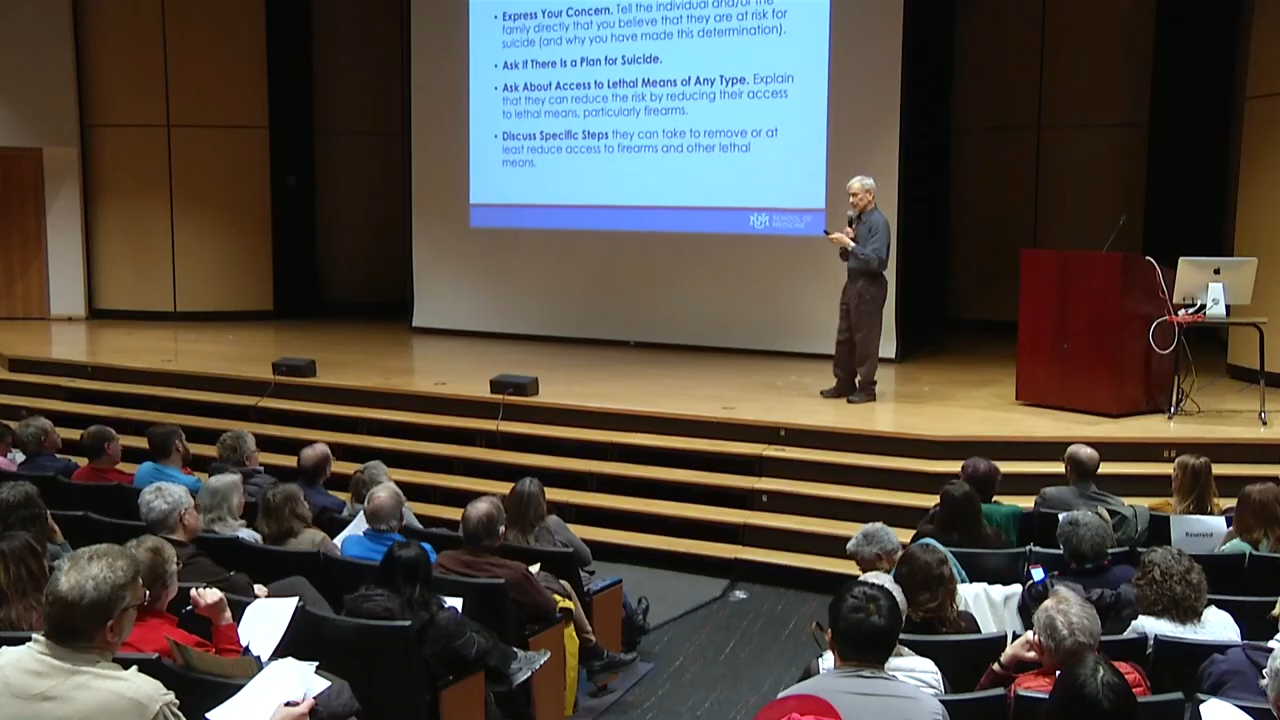 • Express Your Concern. Tell the individual and/or the
family directly that you believe that they are at risk for
suicide (and why you have made this determination).
• Ask If There Is a Plan for Suicide.
• Ask About Access to Lethal Means of Any Type. Explain
that they can reduce the risk by reducing their access
to lethal means, particularly firearms.
• Discuss Specific Steps they can take to remove or at
least reduce access to firearms and other lethal
means.
UNM SCHOOL OF
MEDICINE
Reserved